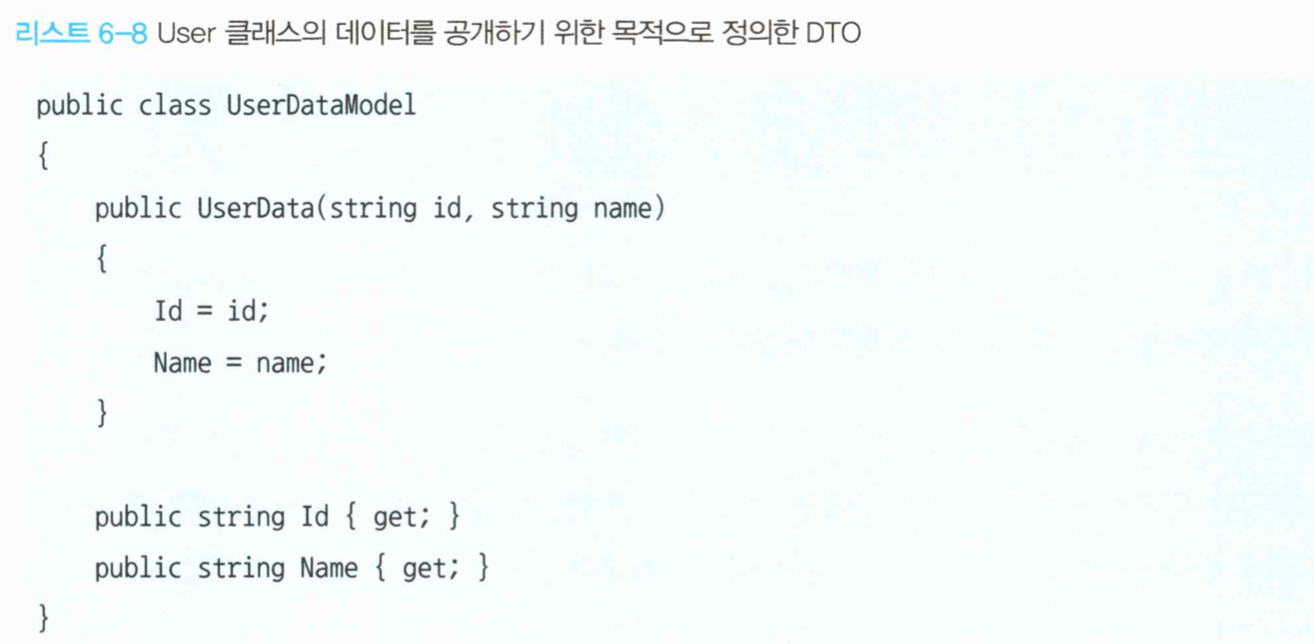 리스트 6-8 User 클래스의 데이터를 공개하기 위한 목적으로 정의한 DTO
public class UserDataModel
{
    public UserData(string id, string name)
    {
        Id = id;
        Name = name;
    }

    public string Id { get; }
    public string Name { get; }
}